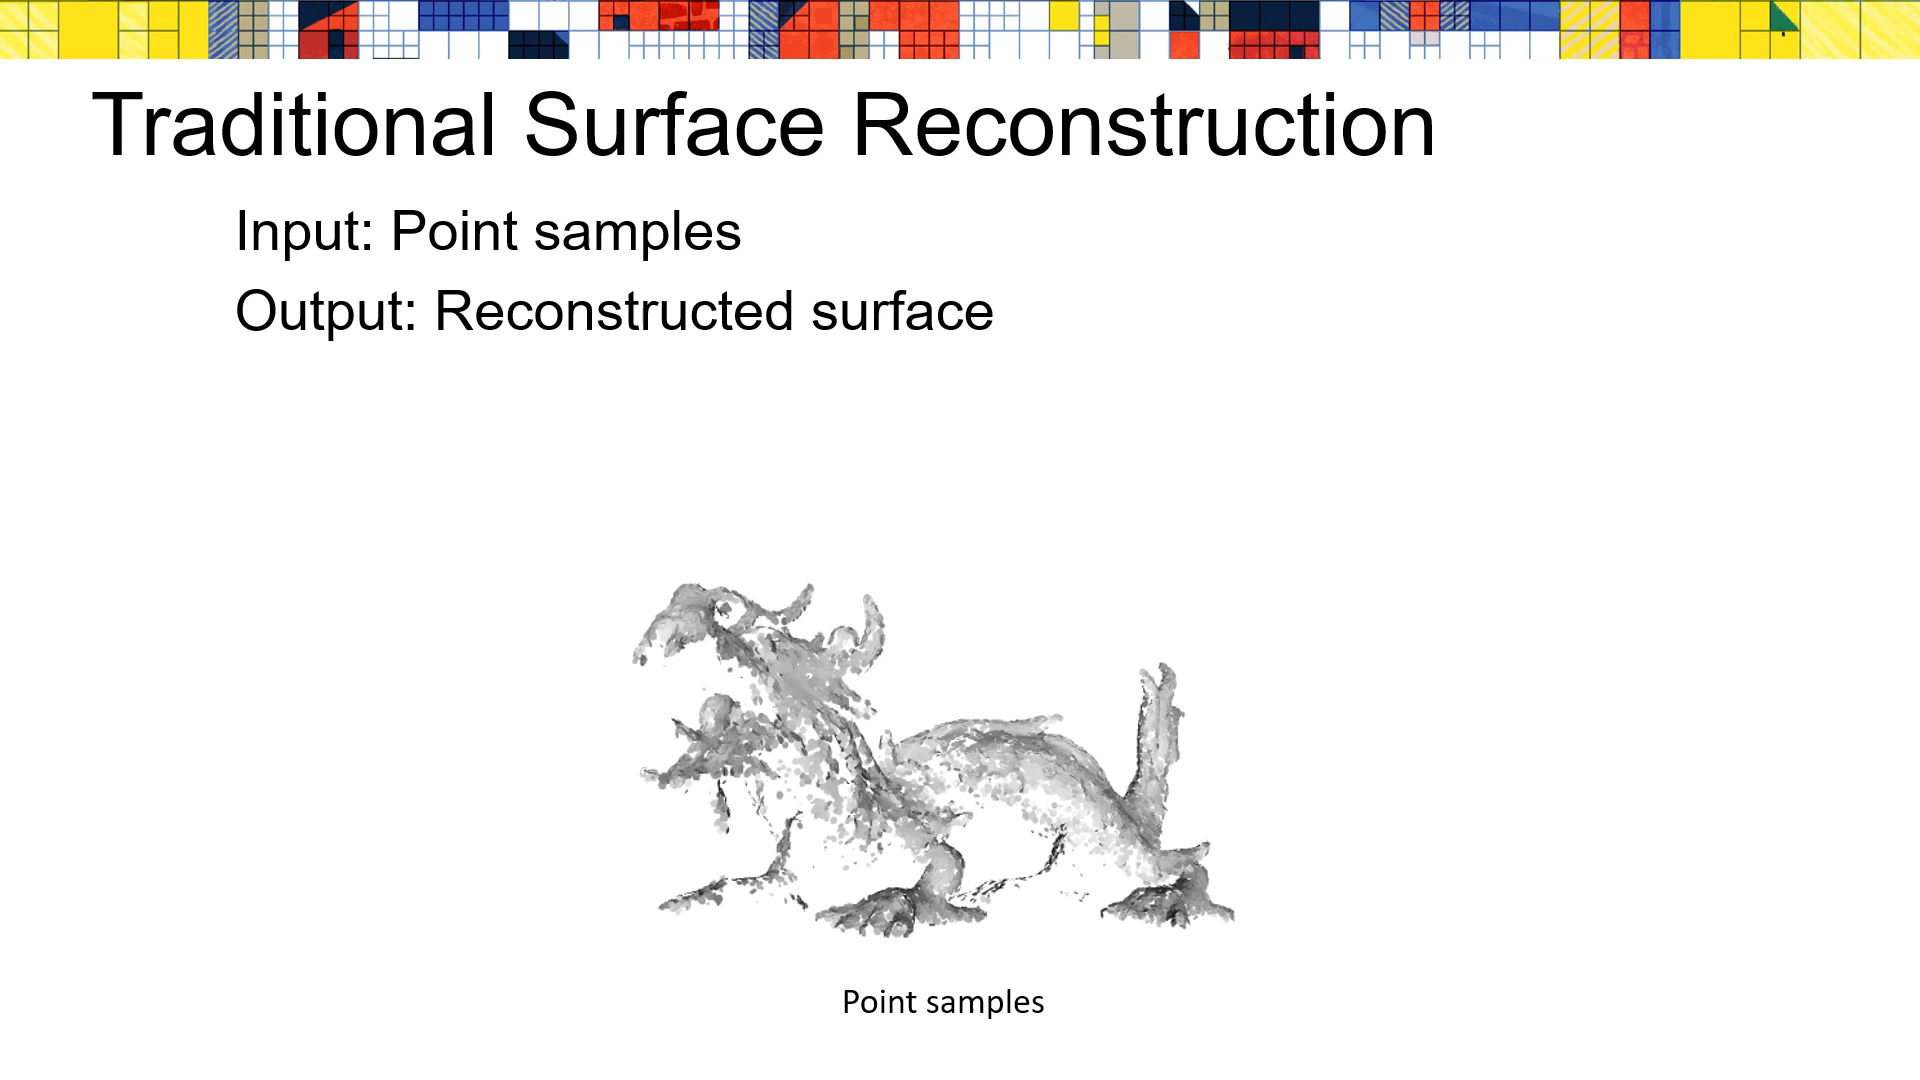 Traditional Surface Reconstruction
Input: Point samples
Output: Reconstructed surface
Point samples